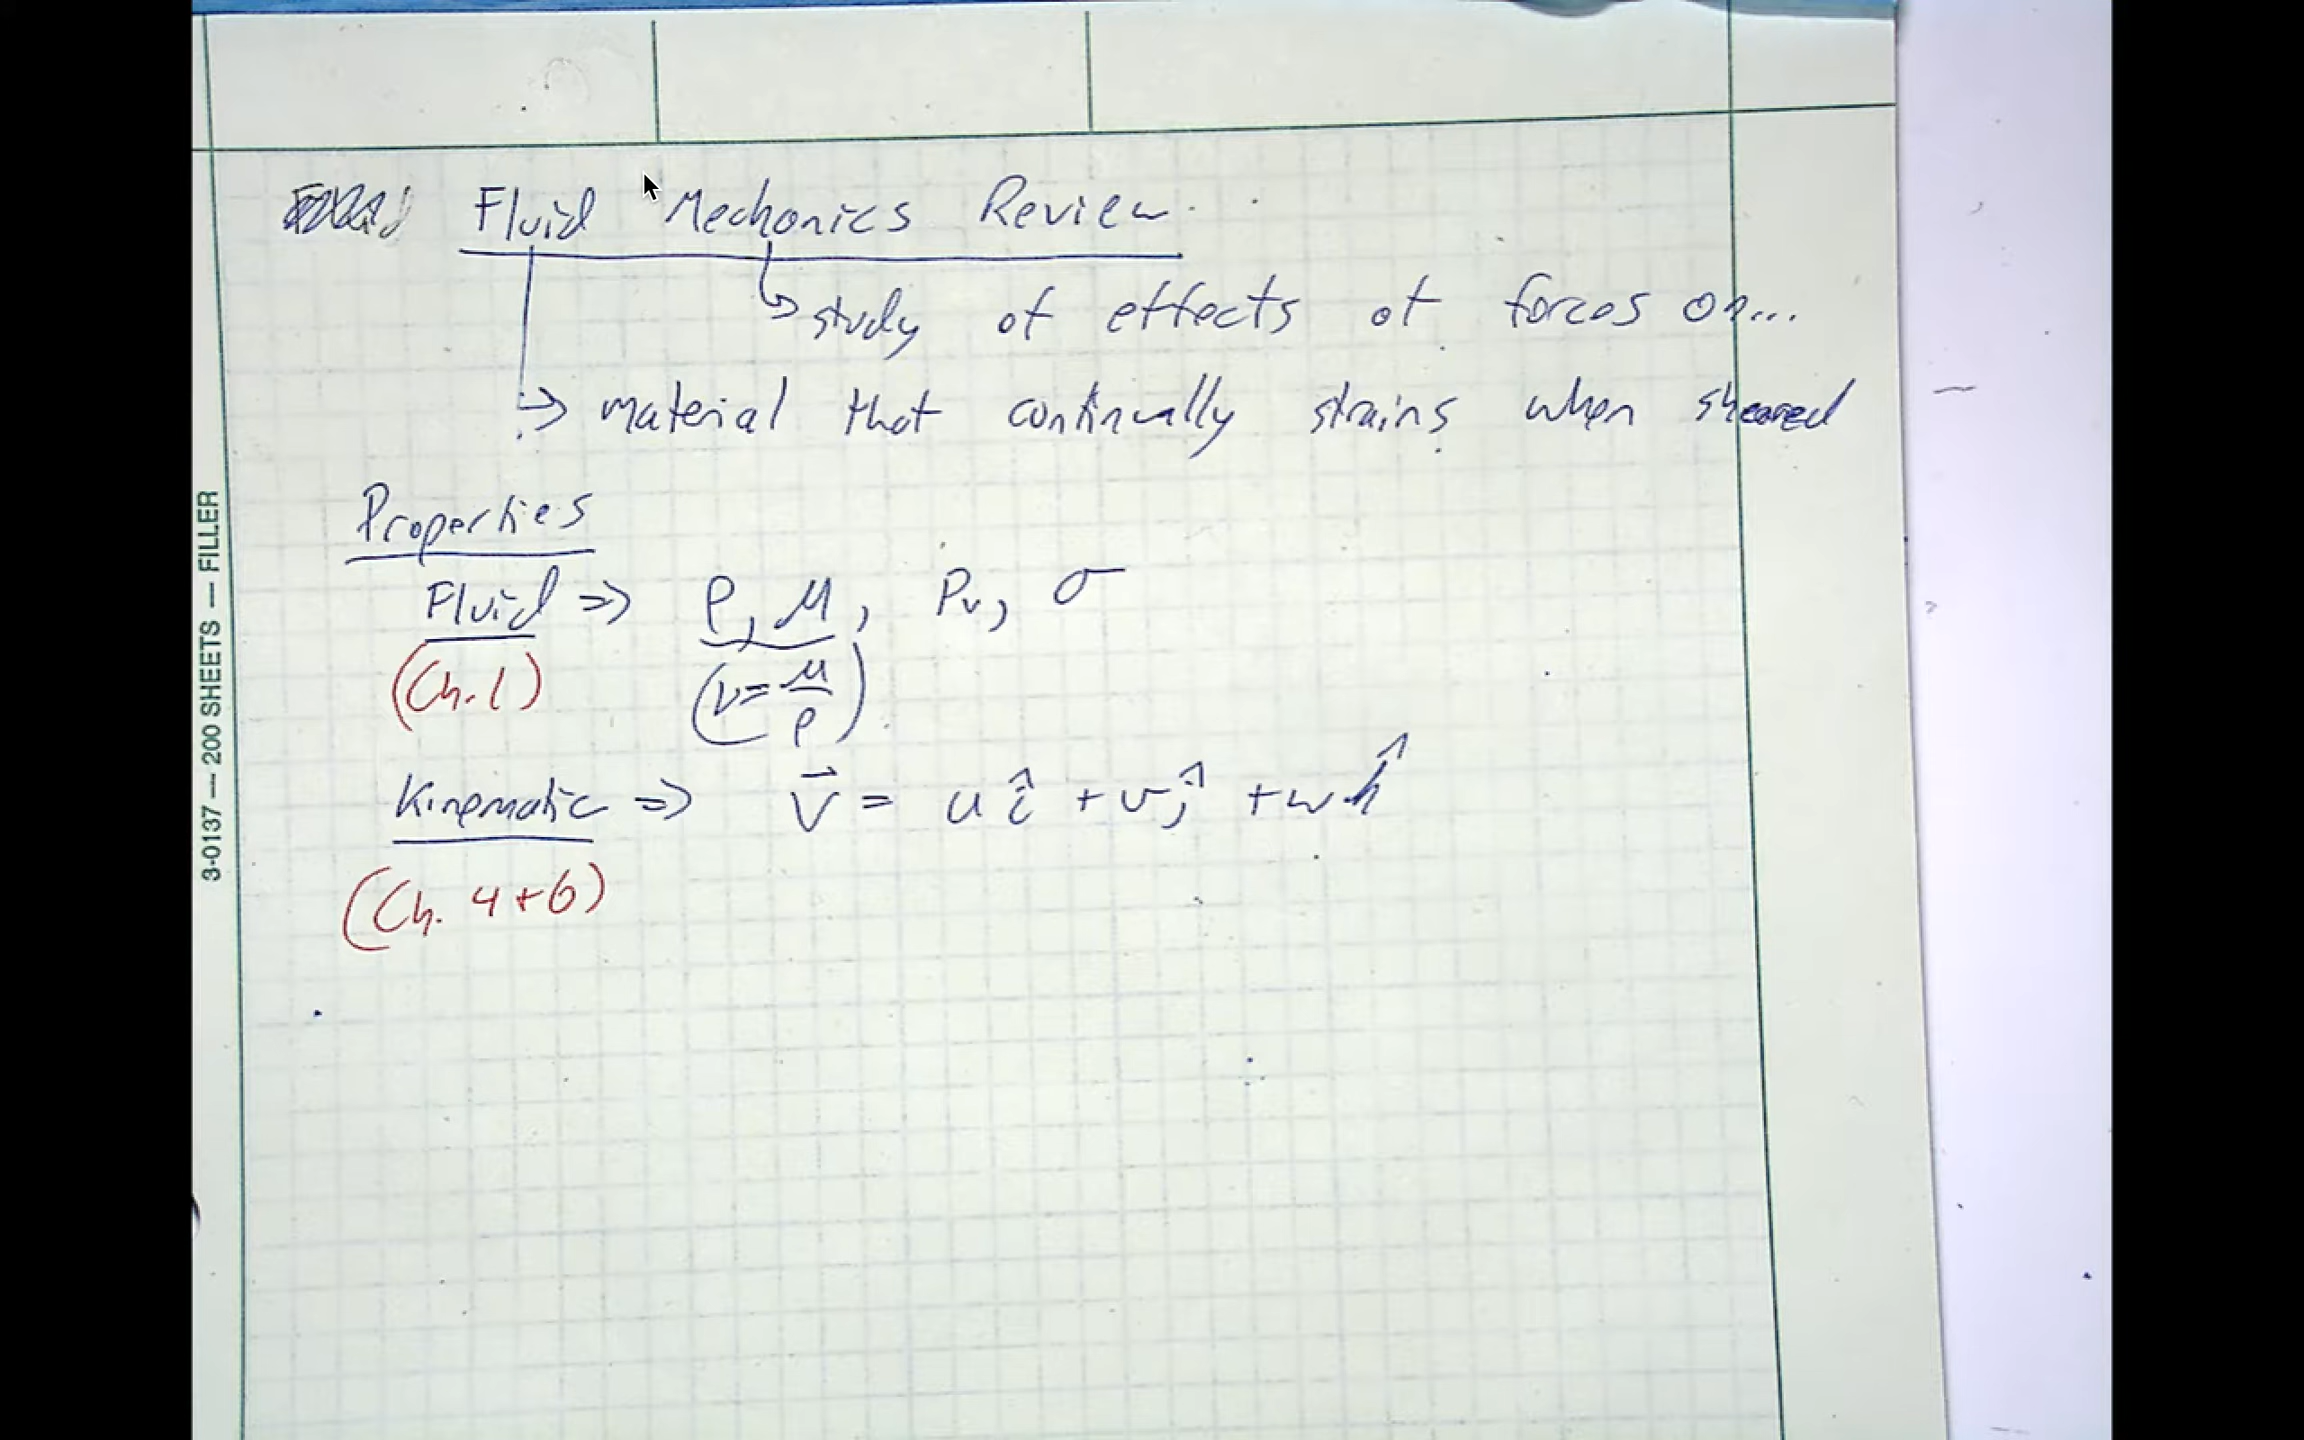 Fluid Mechanics Review
study of effects of forces on...
material that continually strains when sheared
Properties
Fluid => ρ, μ, Pv, σ
(Ch. 1) (ν = μ/ρ)
Kinematic => V⃗ = u î + v ĵ + w k̂
(Ch. 4+6)
3-0137 — 200 SHEETS — FILLER